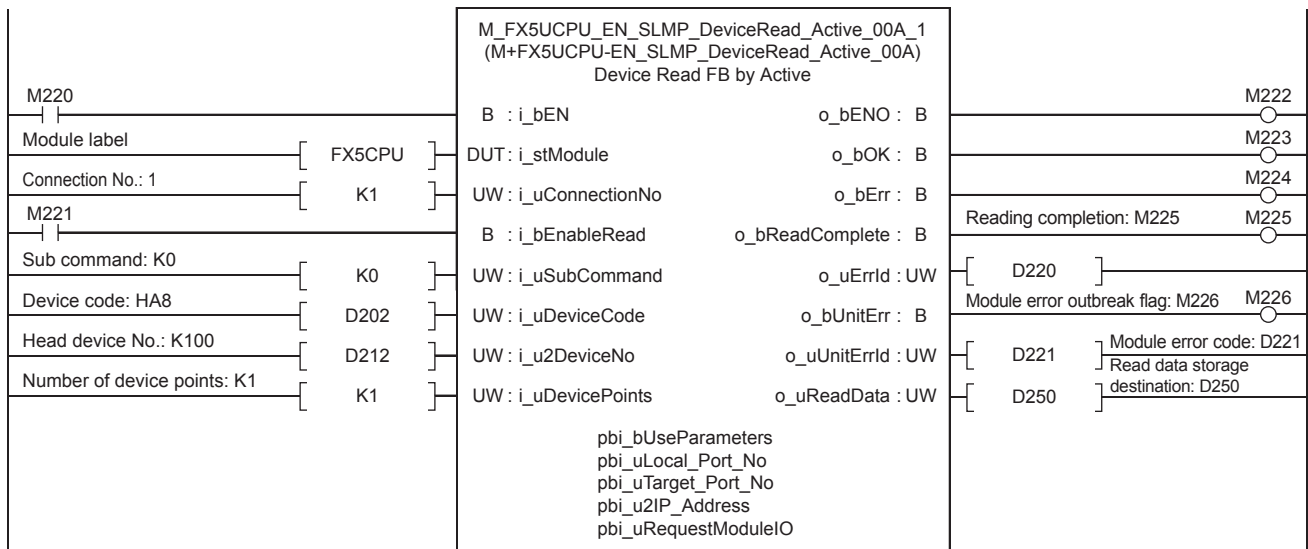 M_FX5UCPU_EN_SLMP_DeviceRead_Active_00A_1
(M+FX5UCPU-EN_SLMP_DeviceRead_Active_00A)
Device Read FB by Active
M220
B : i_bEN
o_bENO : B
M222
Module label
FX5CPU
DUT : i_stModule
o_bOK : B
M223
Connection No.: 1
K1
UW : i_uConnectionNo
o_bErr : B
M224
M221
B : i_bEnableRead
o_bReadComplete : B
Reading completion: M225
M225
Sub command: K0
K0
UW : i_uSubCommand
o_uErrId : UW
D220
Device code: HA8
D202
UW : i_uDeviceCode
o_bUnitErr : B
Module error outbreak flag: M226
M226
Head device No.: K100
D212
UW : i_u2DeviceNo
o_uUnitErrId : UW
D221
Module error code: D221
Number of device points: K1
K1
UW : i_uDevicePoints
o_uReadData : UW
D250
Read data storage
destination: D250
pbi_bUseParameters
pbi_uLocal_Port_No
pbi_uTarget_Port_No
pbi_u2IP_Address
pbi_uRequestModuleIO